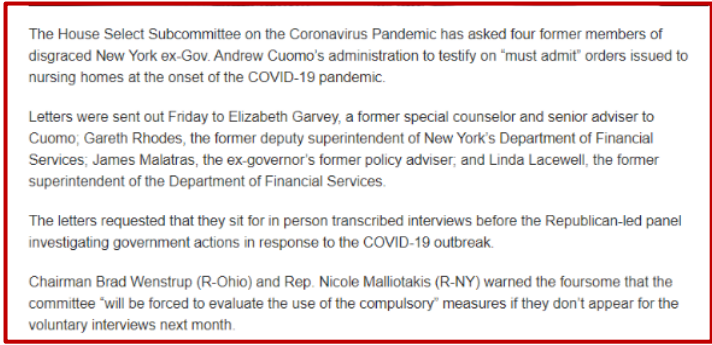 The House Select Subcommittee on the Coronavirus Pandemic has asked four former members of
disgraced New York ex-Gov. Andrew Cuomo’s administration to testify on “must admit” orders issued to
nursing homes at the onset of the COVID-19 pandemic.
Letters were sent out Friday to Elizabeth Garvey, a former special counselor and senior adviser to
Cuomo; Gareth Rhodes, the former deputy superintendent of New York’s Department of Financial
Services; James Malatras, the ex-governor’s former policy adviser; and Linda Lacewell, the former
superintendent of the Department of Financial Services.
The letters requested that they sit for in person transcribed interviews before the Republican-led panel
investigating government actions in response to the COVID-19 outbreak.
Chairman Brad Wenstrup (R-Ohio) and Rep. Nicole Malliotakis (R-NY) warned the foursome that the
committee “will be forced to evaluate the use of the compulsory” measures if they don’t appear for the
voluntary interviews next month.